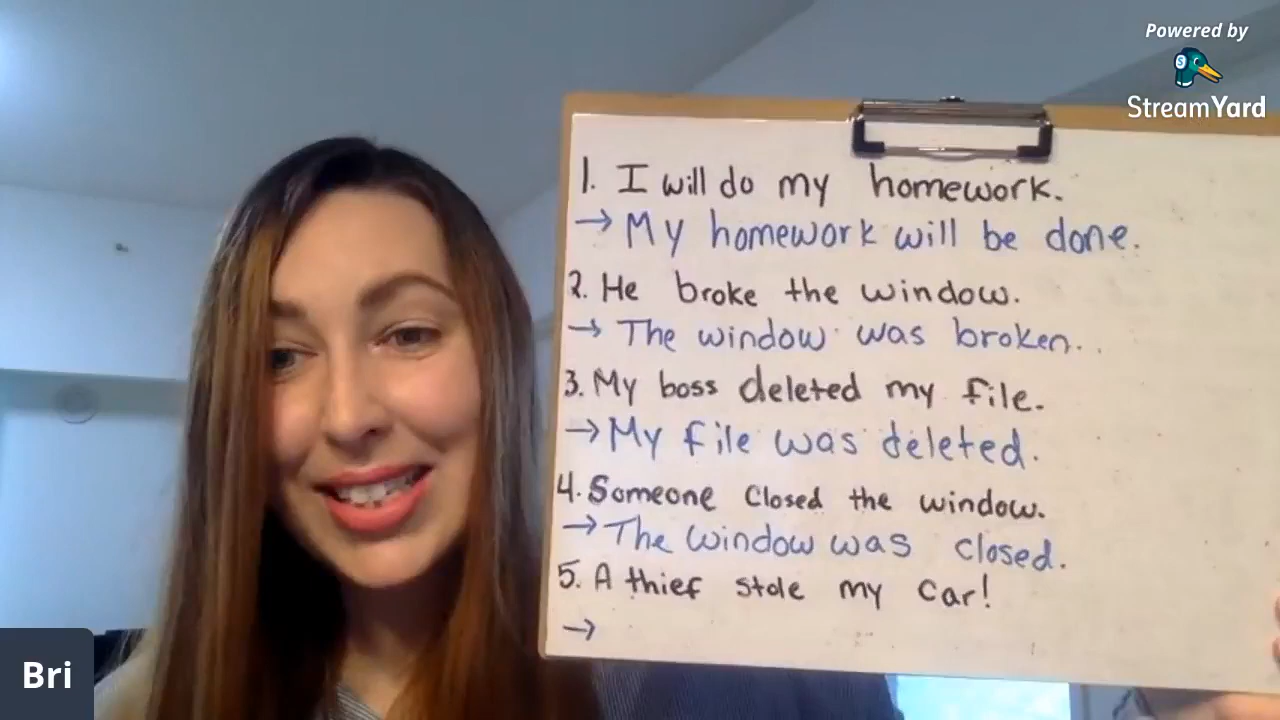 Powered by
StreamYard
1. I will do my homework.
→ My homework will be done.
2. He broke the window.
→ The window was broken..
3. My boss deleted my file.
→ My file was deleted.
4. Someone closed the window.
→ The window was closed.
5. A thief stole my car!
→
Bri